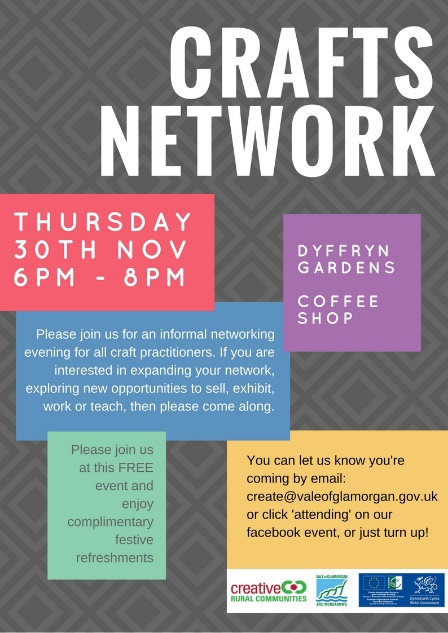 CRAFTS
NETWORK
THURSDAY
30TH NOV
6PM - 8PM
DYFFRYN
GARDENS
COFFEE
SHOP
Please join us for an informal networking
evening for all craft practitioners. If you are
interested in expanding your network,
exploring new opportunities to sell, exhibit,
work or teach, then please come along.
Please join us
at this FREE
event and
enjoy
complimentary
festive
refreshments
You can let us know you're
coming by email:
create@valeofglamorgan.gov.uk
or click 'attending' on our
facebook event, or just turn up!
creative
RURAL COMMUNITIES
VALE of GLAMORGAN
BRO MORGANNWG
Llywodraeth Cymru
Welsh Government